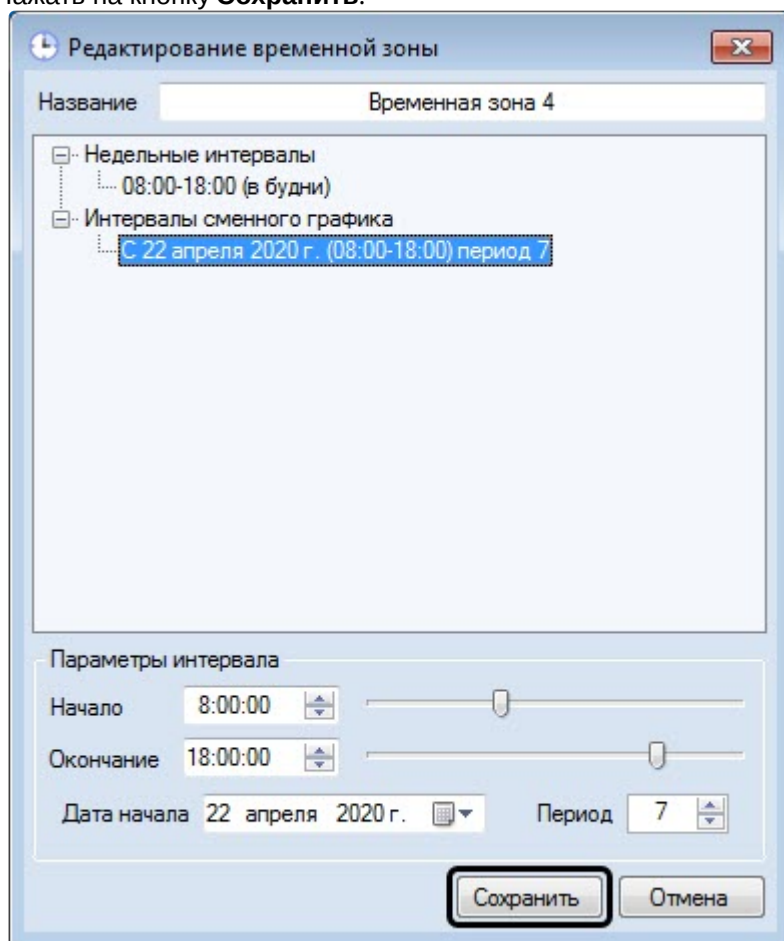 нажать на кнопку Сохранить.
Редактирование временной зоны
Название Временная зона 4
Недельные интервалы
08:00-18:00 (в будни)
Интервалы сменного графика
С 22 апреля 2020 г. (08:00-18:00) период 7
Параметры интервала
Начало 8:00:00
Окончание 18:00:00
Дата начала 22 апреля 2020 г. Период 7
Сохранить Отмена